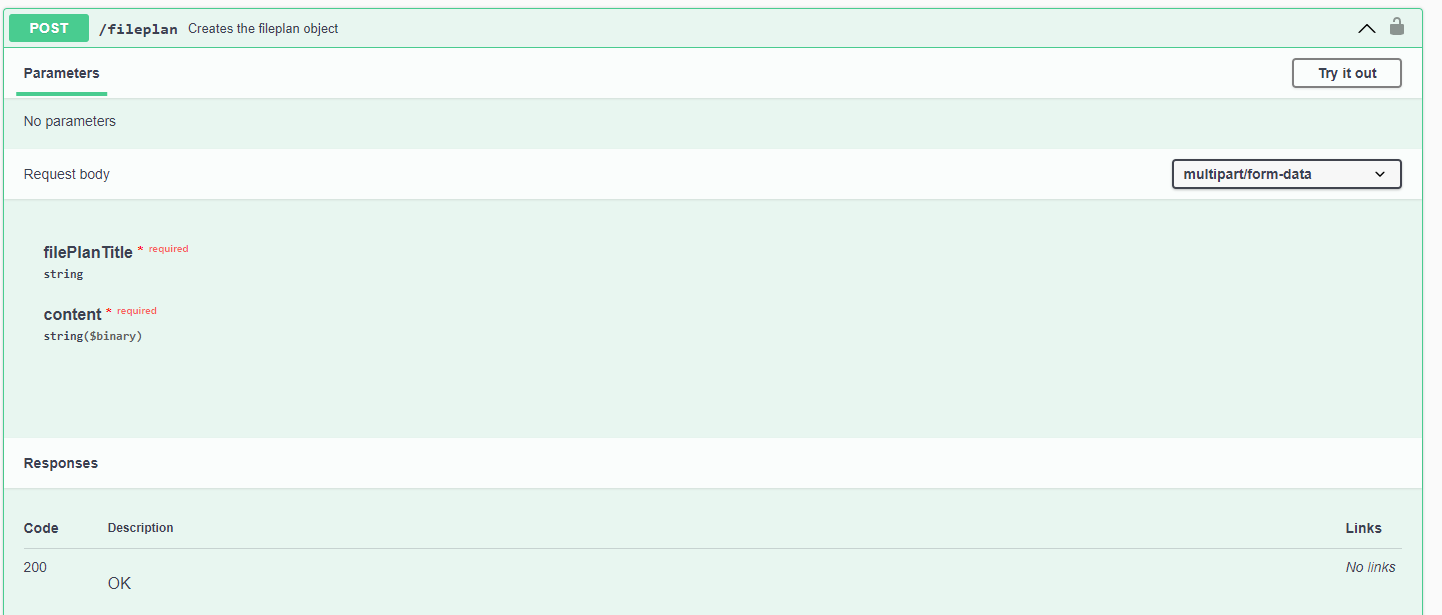 POST /fileplan Creates the fileplan object
Parameters Try it out
No parameters
Request body multipart/form-data
filePlanTitle * required
string
content * required
string($binary)
Responses
Code Description Links
200 No links
OK